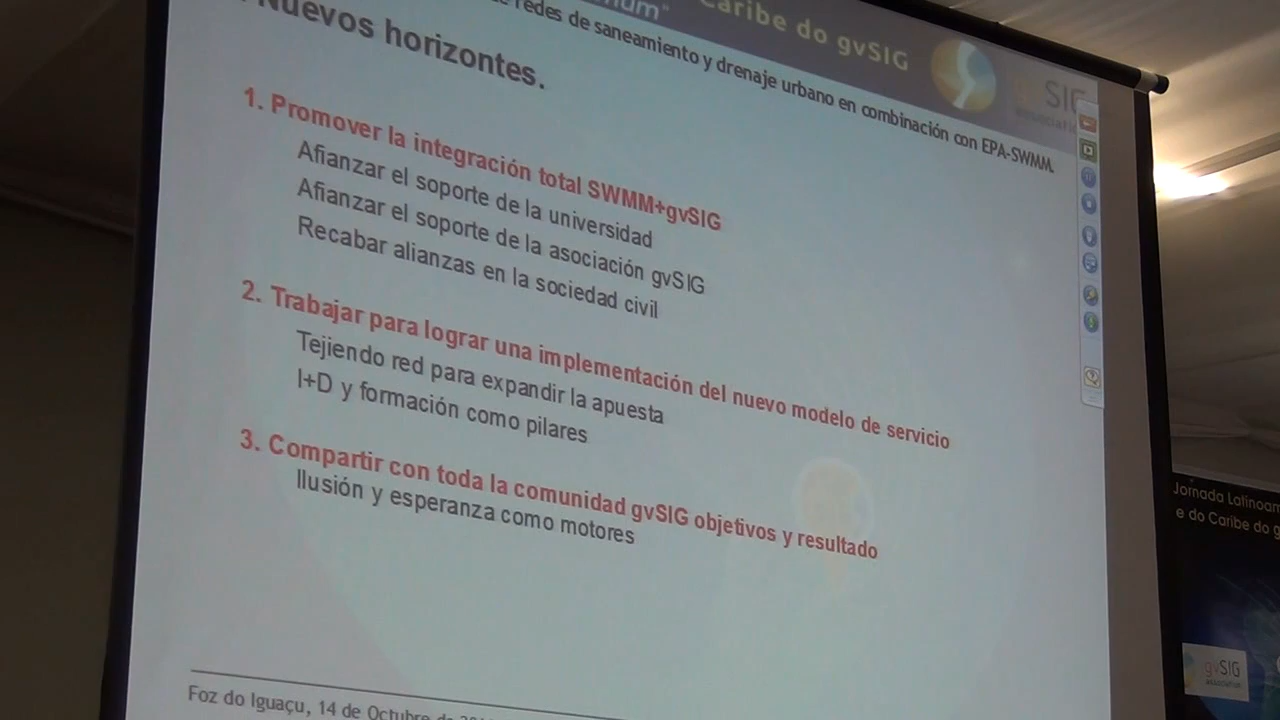 Caribe do gvSIG
redes de saneamiento y drenaje urbano en combinación con EPA-SWMM.
Nuevos horizontes.
1. Promover la integración total SWMM+gvSIG
Afianzar el soporte de la universidad
Afianzar el soporte de la asociación gvSIG
Recabar alianzas en la sociedad civil
2. Trabajar para lograr una implementación del nuevo modelo de servicio
Tejiendo red para expandir la apuesta
I+D y formación como pilares
3. Compartir con toda la comunidad gvSIG objetivos y resultado
Ilusión y esperanza como motores
Foz do Iguaçu, 14 de Octubre de
Jornada Latinoam
e do Caribe do g
gvSIG
association